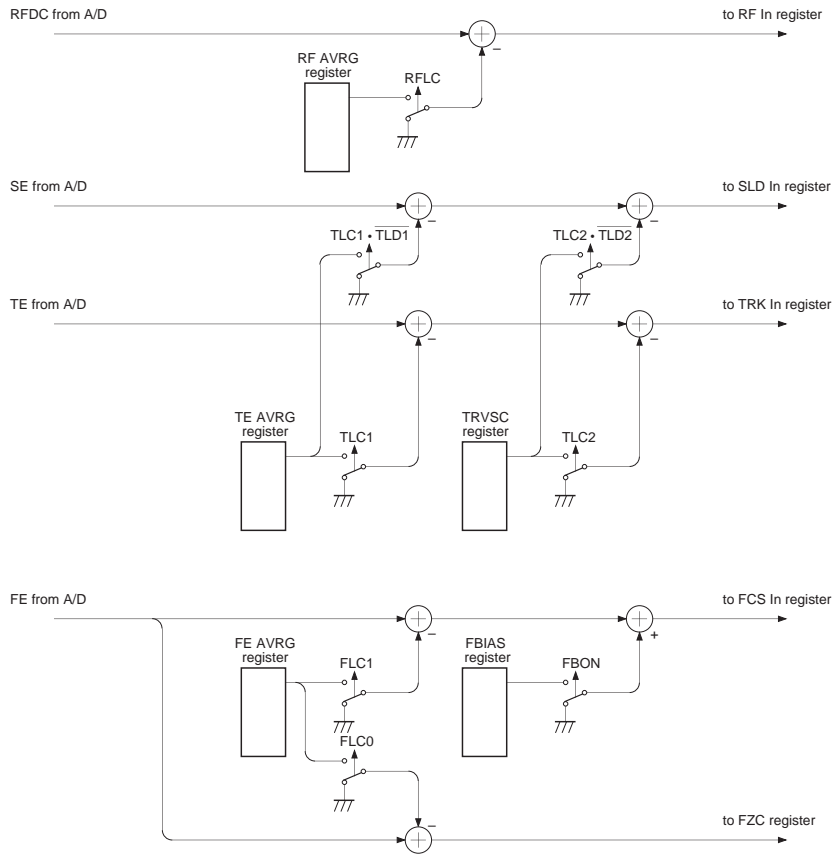 RFDC from A/D
to RF In register
RF AVRG
register
RFLC
−
SE from A/D
to SLD In register
−
−
TLC1 • T̅L̅D̅1̅
TLC2 • T̅L̅D̅2̅
TE from A/D
to TRK In register
−
−
TE AVRG
register
TLC1
TRVSC
register
TLC2
FE from A/D
to FCS In register
−
+
FE AVRG
register
FLC1
FBIAS
register
FBON
FLC0
−
to FZC register